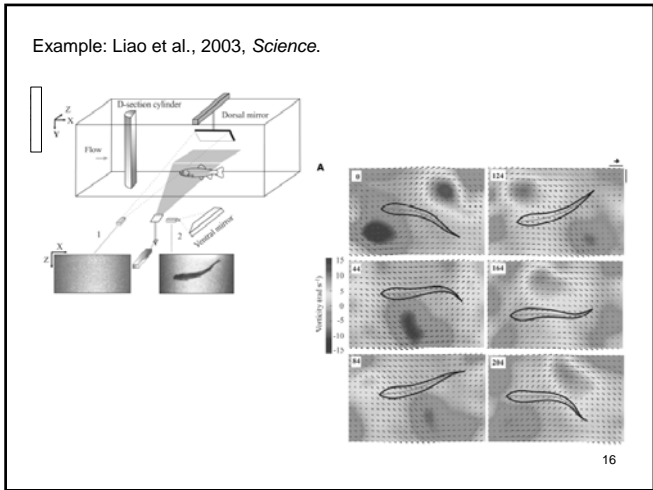 Example: Liao et al., 2003, Science.
D-section cylinder
Dorsal mirror
Z
X
Y
Flow
1
2
Ventral mirror
X
Z
A
0
124
44
164
84
204
15
10
5
0
-5
-10
-15
Vorticity (rad s⁻¹)
16